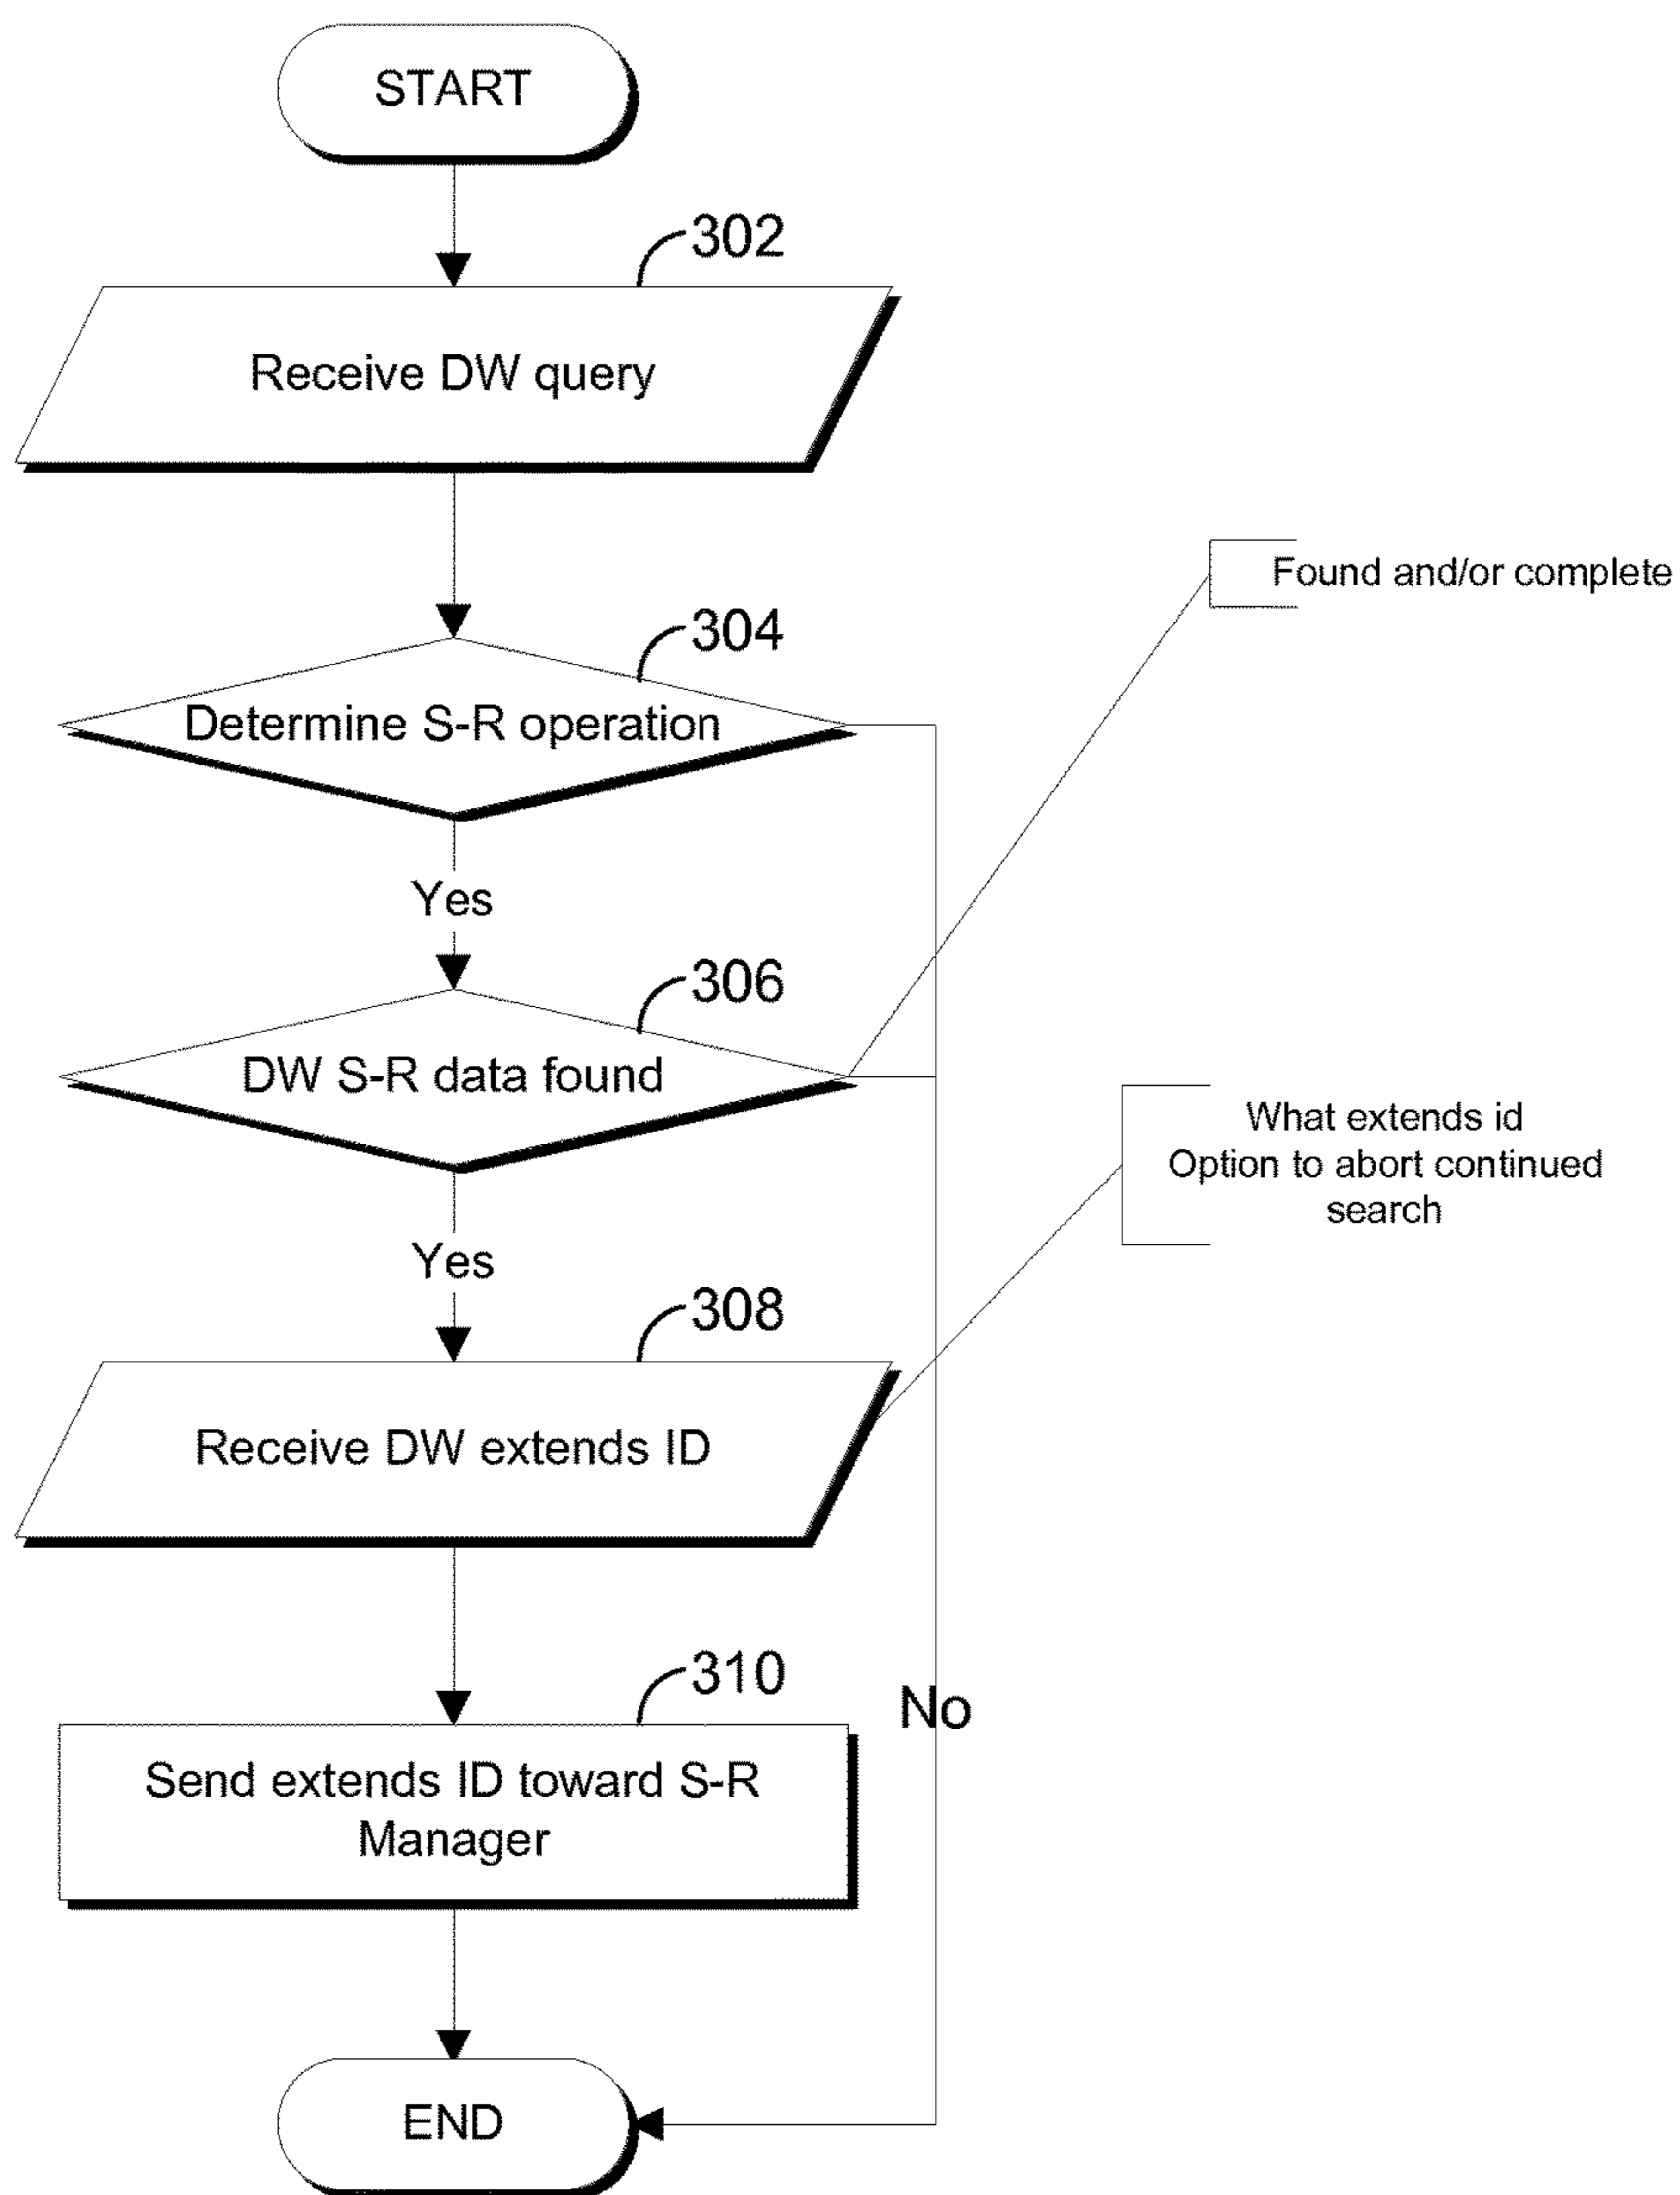 START
302
Receive DW query
Found and/or complete
304
Determine S-R operation
Yes
306
DW S-R data found
What extends id
Option to abort continued
search
Yes
308
Receive DW extends ID
310
No
Send extends ID toward S-R
Manager
END